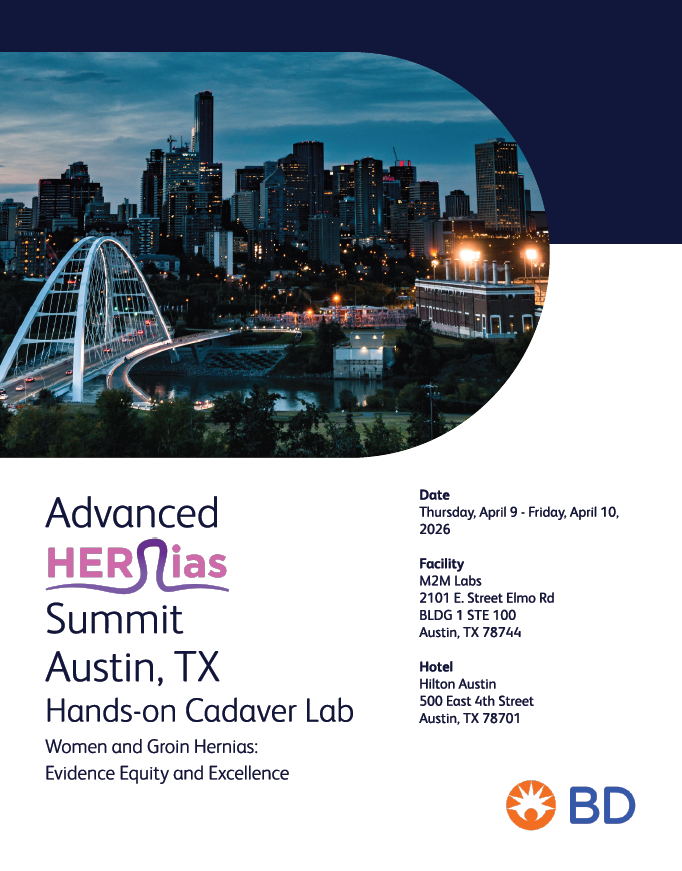 Advanced
HERnias
Summit
Austin, TX
Hands-on Cadaver Lab
Women and Groin Hernias:
Evidence Equity and Excellence
Date
Thursday, April 9 - Friday, April 10,
2026
Facility
M2M Labs
2101 E. Street Elmo Rd
BLDG 1 STE 100
Austin, TX 78744
Hotel
Hilton Austin
500 East 4th Street
Austin, TX 78701
BD